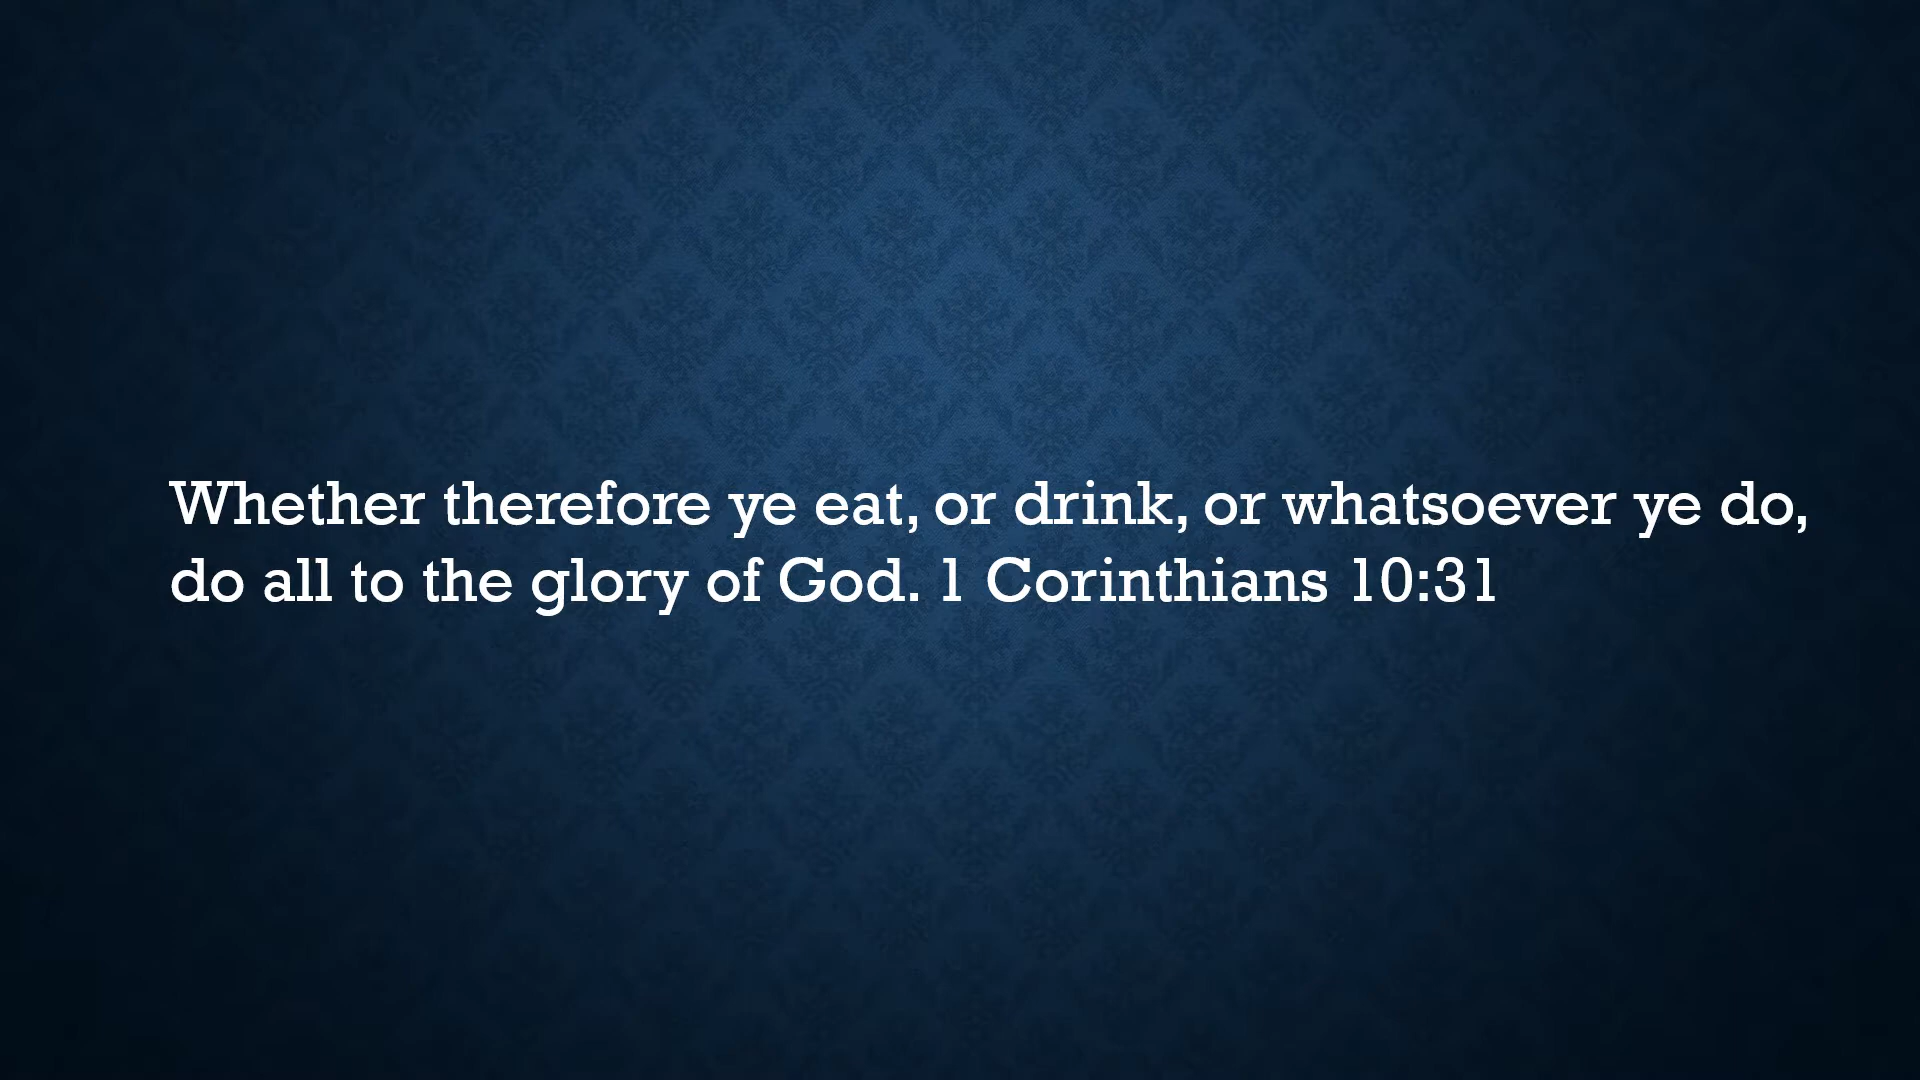 Whether therefore ye eat, or drink, or whatsoever ye do,
do all to the glory of God. 1 Corinthians 10:31